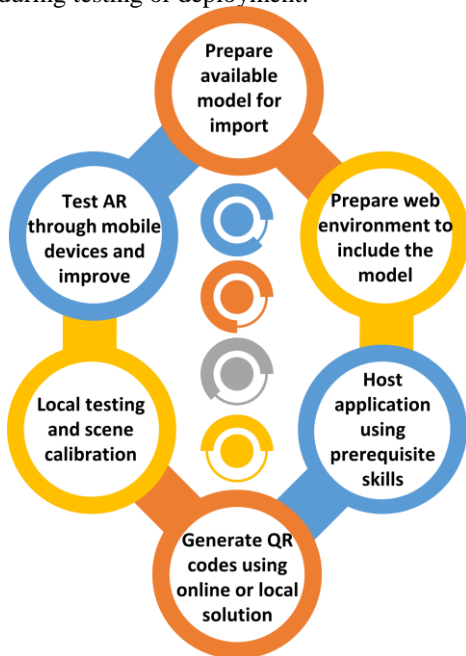 during testing or deployment.
Prepare
available
model for
import
Test AR
through mobile
devices and
improve
Prepare web
environment to
include the
model
Local testing
and scene
calibration
Host
application
using
prerequisite
skills
Generate QR
codes using
online or local
solution